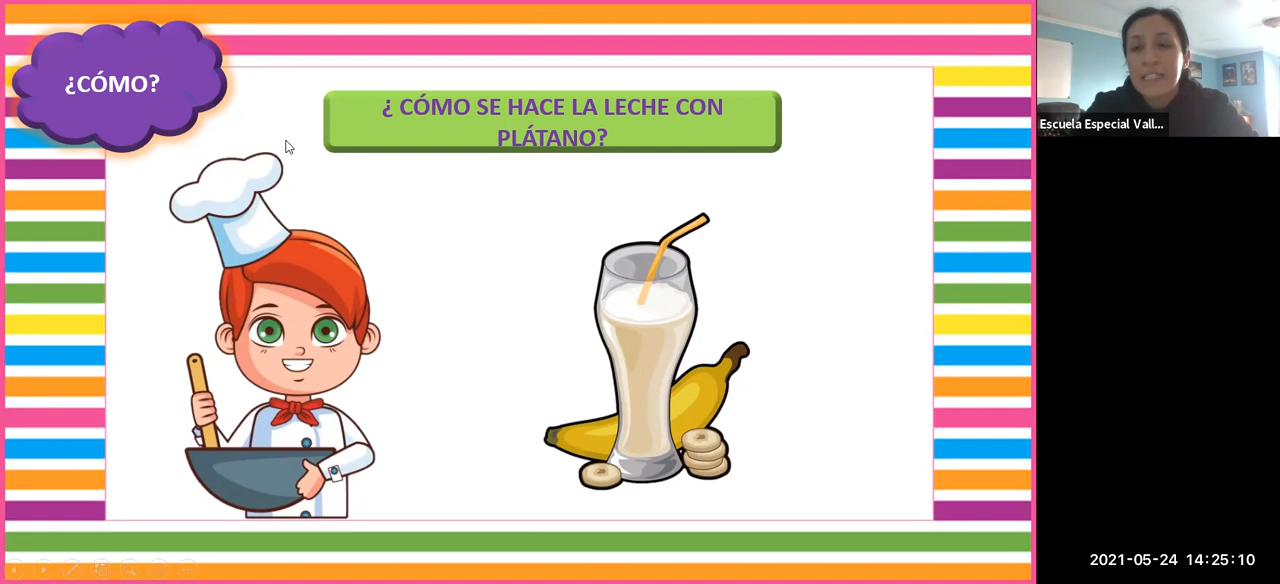 ¿CÓMO?
¿ CÓMO SE HACE LA LECHE CON
PLÁTANO?
Escuela Especial Vall...
2021-05-24 14:25:10